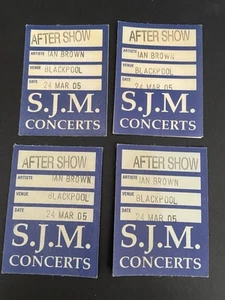 AFTER SHOW
ARTISTE IAN BROWN
VENUE BLACKPOOL
DATE 24 MAR 05
S.J.M.
CONCERTS
AFTER SHOW
ARTISTE IAN BROWN
VENUE BLACKPOOL
DATE 24 MAR 05
S.J.M.
CONCERTS
AFTER SHOW
ARTISTE IAN BROWN
VENUE BLACKPOOL
DATE 24 MAR 05
S.J.M.
CONCERTS
AFTER SHOW
ARTISTE IAN BROWN
VENUE BLACKPOOL
DATE 24 MAR 05
S.J.M.
CONCERTS